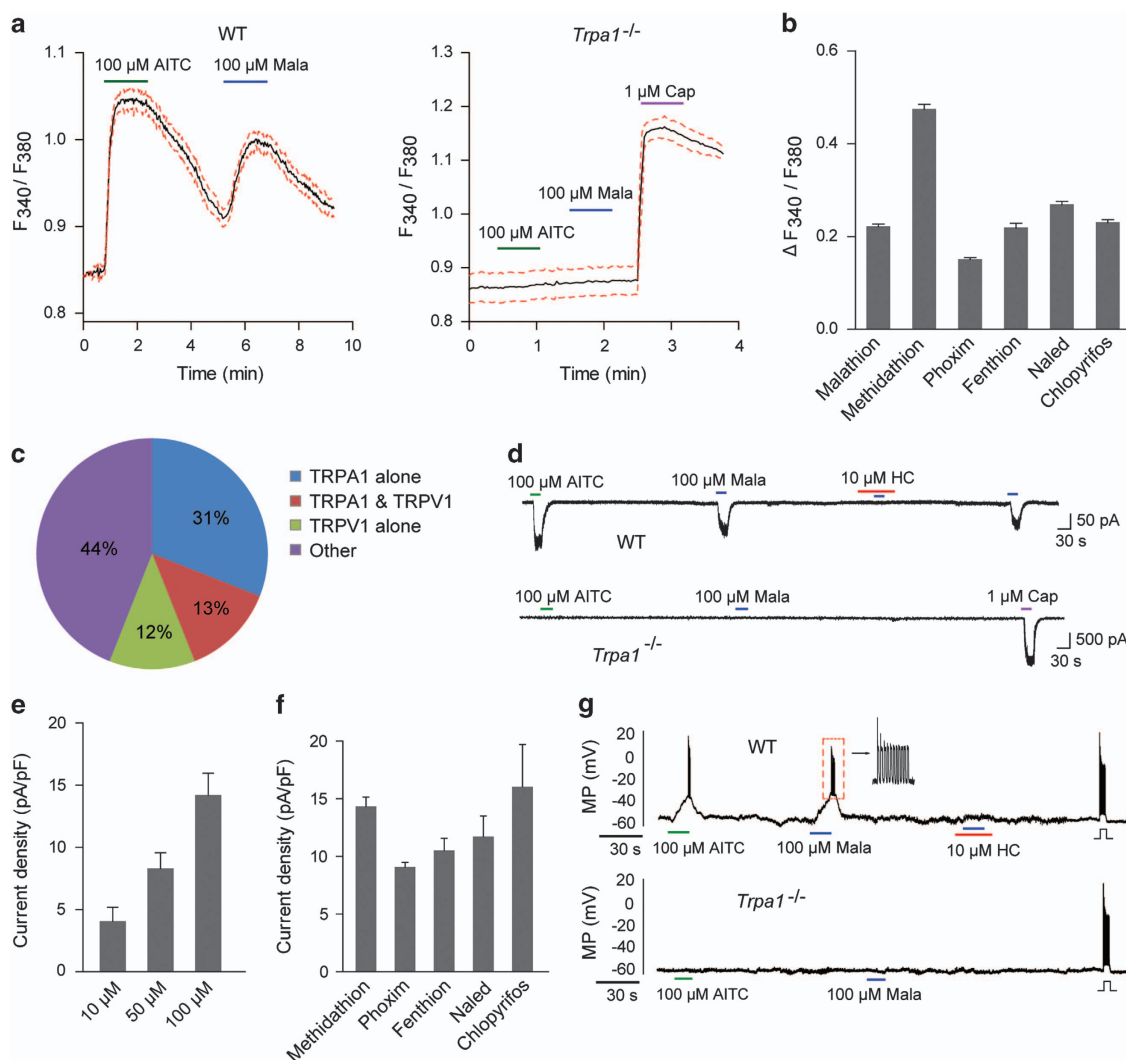 a
WT
1.1
1.0
0.9
0.8
100 µM AITC
100 µM Mala
F340/ F380
0 2 4 6 8 10
Time (min)
Trpa1-/-
1.3
1.2
1.1
1.0
0.9
0.8
1 µM Cap
100 µM Mala
100 µM AITC
F340/ F380
0 1 2 3 4
Time (min)
b
0.6
0.4
0.2
0.0
Δ F340 / F380
Malathion
Methidathion
Phoxim
Fenthion
Naled
Chlopyrifos
c
31%
13%
12%
44%
TRPA1 alone
TRPA1 & TRPV1
TRPV1 alone
Other
d
100 µM AITC
100 µM Mala
10 µM HC
50 pA
30 s
WT
100 µM AITC
100 µM Mala
1 µM Cap
500 pA
30 s
Trpa1-/-
e
20
15
10
5
0
Current density (pA/pF)
10 µM
50 µM
100 µM
f
20
15
10
5
0
Current density (pA/pF)
Methidathion
Phoxim
Fenthion
Naled
Chlopyrifos
g
20
0
-20
-40
-60
MP (mV)
WT
30 s
100 µM AITC
100 µM Mala
10 µM HC
20
0
-20
-40
-60
MP (mV)
Trpa1-/-
30 s
100 µM AITC
100 µM Mala